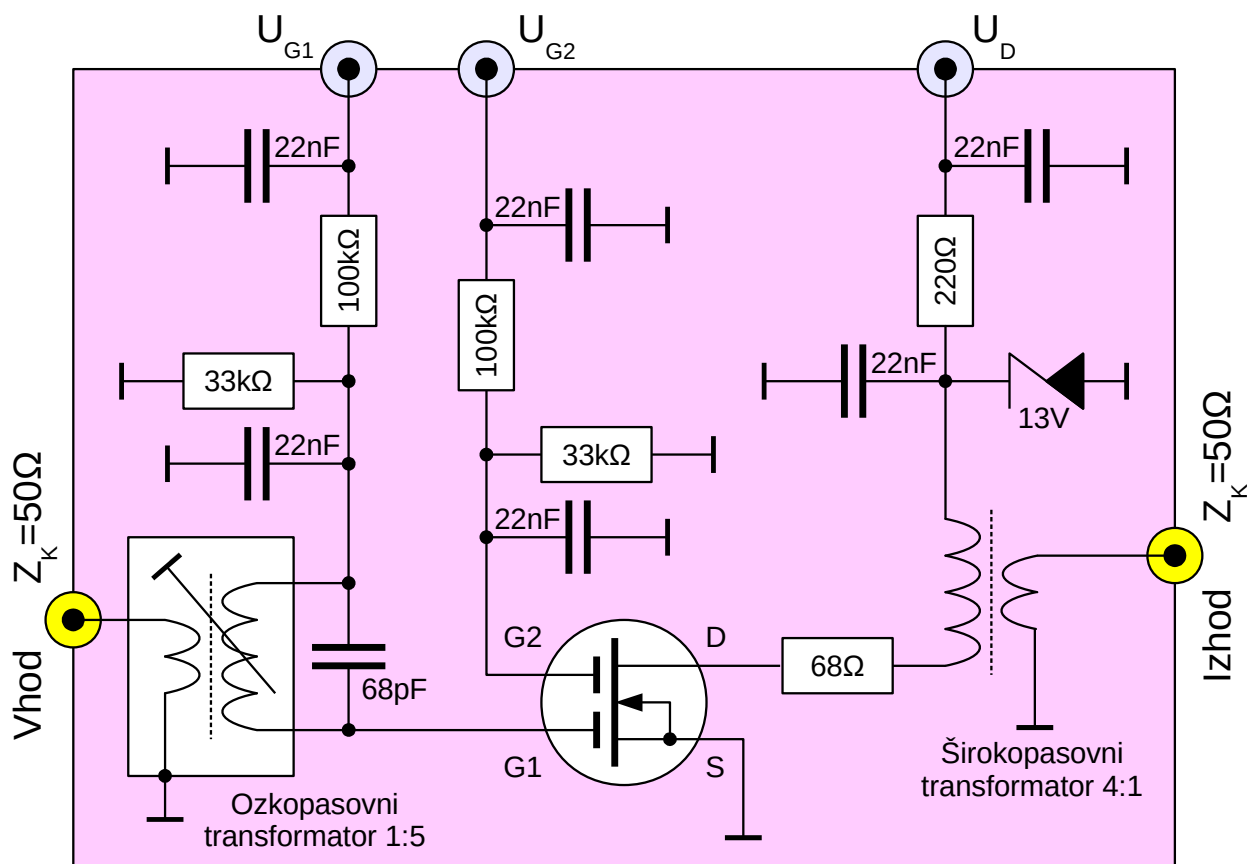 UG1
UG2
UD
22nF
22nF
22nF
100kΩ
100kΩ
220Ω
33kΩ
22nF
13V
22nF
33kΩ
22nF
ZK=50Ω
Vhod
ZK=50Ω
Izhod
68pF
G2
D
68Ω
G1
S
Ozkopasovni
transformator 1:5
Širokopasovni
transformator 4:1